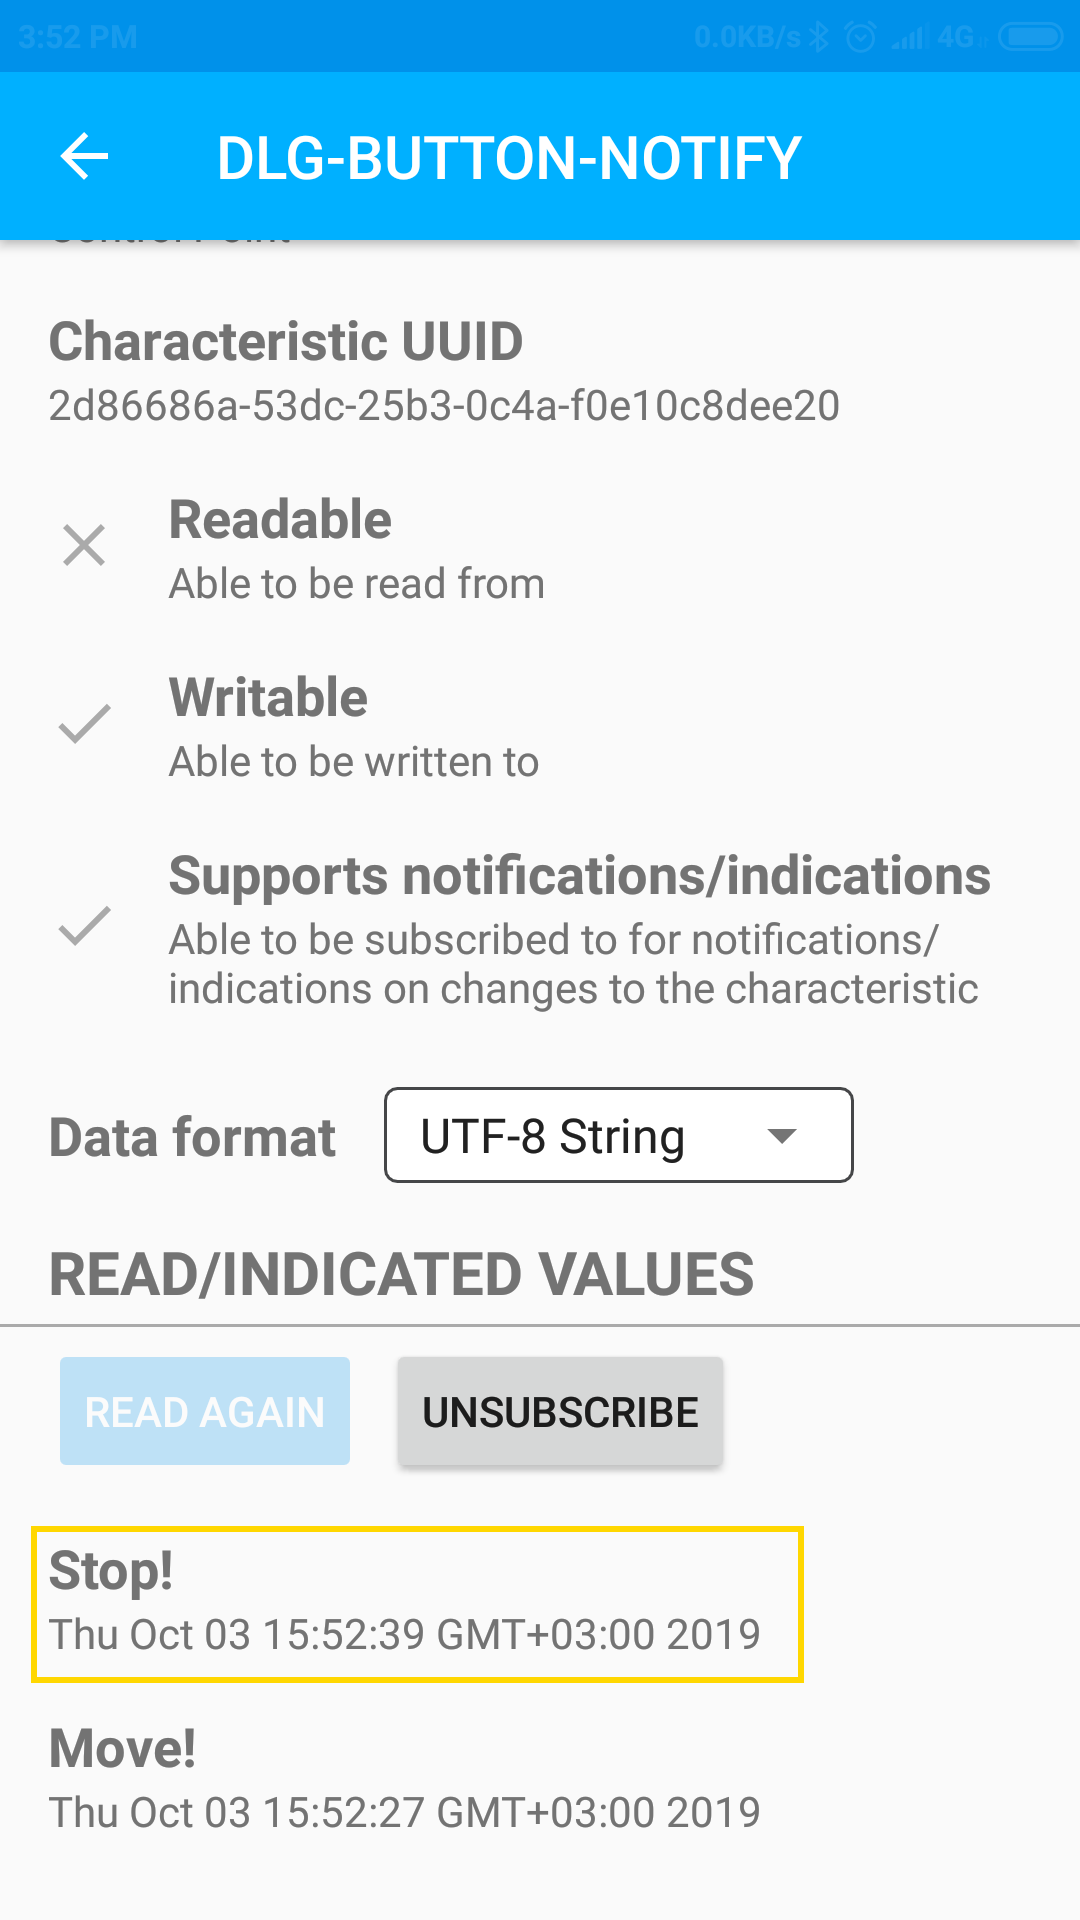 3:52 PM
0.0KB/s
4G
DLG-BUTTON-NOTIFY
Control Point
Characteristic UUID
2d86686a-53dc-25b3-0c4a-f0e10c8dee20
Readable
Able to be read from
Writable
Able to be written to
Supports notifications/indications
Able to be subscribed to for notifications/
indications on changes to the characteristic
Data format
UTF-8 String
READ/INDICATED VALUES
READ AGAIN
UNSUBSCRIBE
Stop!
Thu Oct 03 15:52:39 GMT+03:00 2019
Move!
Thu Oct 03 15:52:27 GMT+03:00 2019